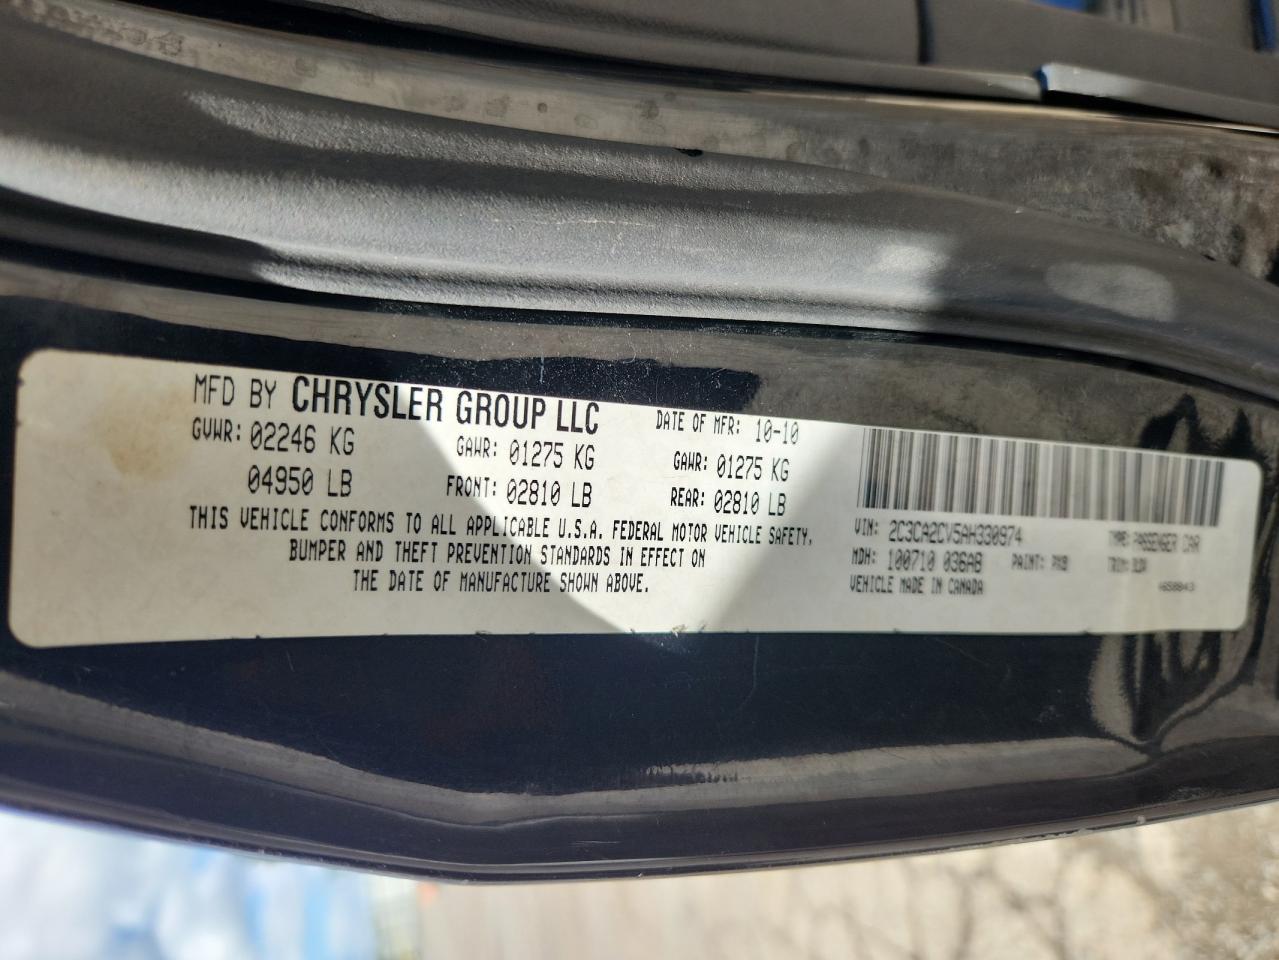 MFD BY CHRYSLER GROUP LLC DATE OF MFR: 10-10
GVWR: 02246 KG GAWR: 01275 KG GAWR: 01275 KG
04950 LB FRONT: 02810 LB REAR: 02810 LB
THIS VEHICLE CONFORMS TO ALL APPLICABLE U.S.A. FEDERAL MOTOR VEHICLE SAFETY,
BUMPER AND THEFT PREVENTION STANDARDS IN EFFECT ON
THE DATE OF MANUFACTURE SHOWN ABOVE.
VIN: 2C3CA2CV5AH330974 TYPE: PASSENGER CAR
MDH: 100710 036AB PAINT: PXB TRIM:
VEHICLE MADE IN CANADA